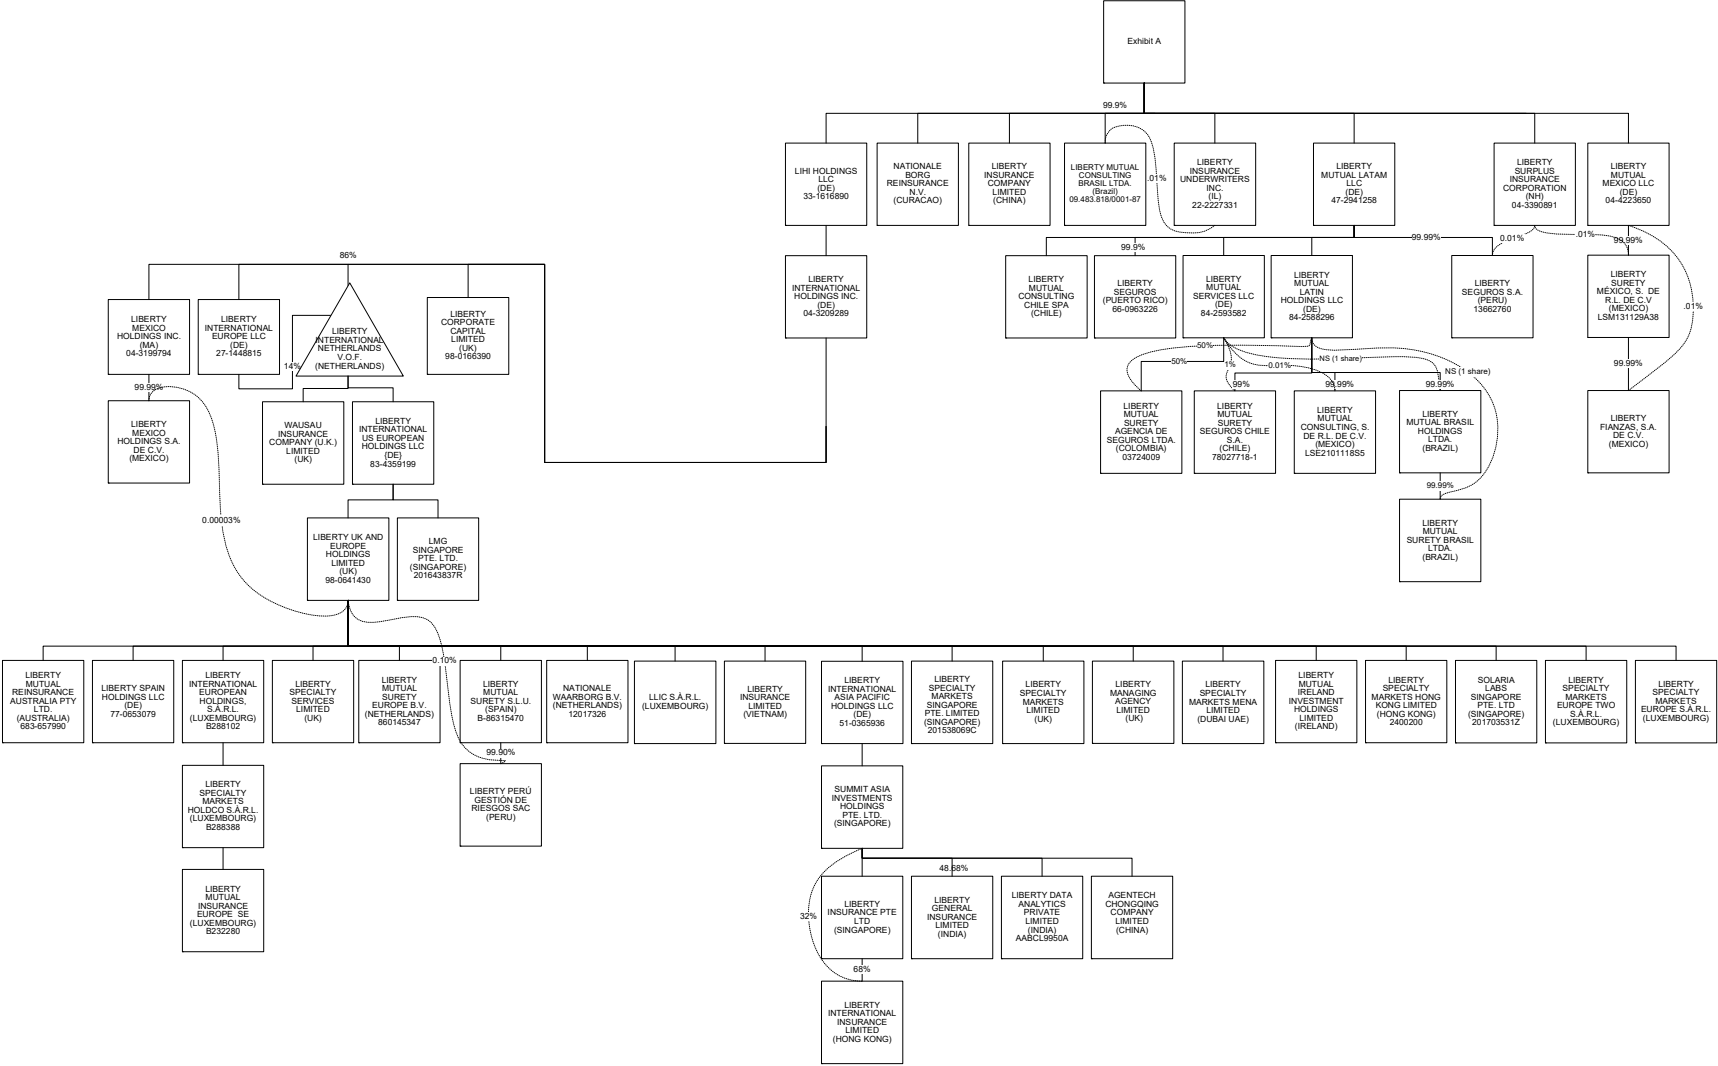 Exhibit A
99.9%
LIHI HOLDINGS
LLC
(DE)
33-1616890
NATIONALE
BORG
REINSURANCE
N.V.
(CURACAO)
LIBERTY
INSURANCE
COMPANY
LIMITED
(CHINA)
LIBERTY MUTUAL
CONSULTING
BRASIL LTDA.
(Brazil)
09.483.818/0001-87
.01%
LIBERTY
INSURANCE
UNDERWRITERS
INC.
(IL)
22-2227331
LIBERTY
MUTUAL LATAM
LLC
(DE)
47-2941258
LIBERTY
SURPLUS
INSURANCE
CORPORATION
(NH)
04-3390891
LIBERTY
MUTUAL
MEXICO LLC
(DE)
04-4223650
99.9%
99.99%
0.01%
.01%
99.99%
86%
LIBERTY
INTERNATIONAL
HOLDINGS INC.
(DE)
04-3209289
LIBERTY
MUTUAL
CONSULTING
CHILE SPA
(CHILE)
LIBERTY
SEGUROS
(PUERTO RICO)
66-0963226
LIBERTY
MUTUAL
SERVICES LLC
(DE)
84-2593582
LIBERTY
MUTUAL
LATIN
HOLDINGS LLC
(DE)
84-2588296
LIBERTY
SEGUROS S.A.
(PERU)
13662760
LIBERTY
SURETY
MÉXICO, S. DE
R.L. DE C.V
(MEXICO)
LSM131129A38
.01%
LIBERTY
MEXICO
HOLDINGS INC.
(MA)
04-3199794
LIBERTY
INTERNATIONAL
EUROPE LLC
(DE)
27-1448815
14%
LIBERTY
INTERNATIONAL
NETHERLANDS
V.O.F.
(NETHERLANDS)
LIBERTY
CORPORATE
CAPITAL
LIMITED
(UK)
98-0166390
50%
50%
1%
0.01%
NS (1 share)
NS (1 share)
99%
99.99%
99.99%
99.99%
99.99%
LIBERTY
MEXICO
HOLDINGS S.A.
DE C.V.
(MEXICO)
WAUSAU
INSURANCE
COMPANY (U.K.)
LIMITED
(UK)
LIBERTY
INTERNATIONAL
US EUROPEAN
HOLDINGS LLC
(DE)
83-4359199
LIBERTY
MUTUAL
SURETY
AGENCIA DE
SEGUROS LTDA.
(COLOMBIA)
03724009
LIBERTY
MUTUAL
SURETY
SEGUROS CHILE
S.A.
(CHILE)
78027718-1
LIBERTY
MUTUAL
CONSULTING, S.
DE R.L. DE C.V.
(MEXICO)
LSE2101118S5
LIBERTY
MUTUAL BRASIL
HOLDINGS
LTDA.
(BRAZIL)
LIBERTY
FIANZAS, S.A.
DE C.V.
(MEXICO)
99.99%
0.00003%
LIBERTY UK AND
EUROPE
HOLDINGS
LIMITED
(UK)
98-0641430
LMG
SINGAPORE
PTE. LTD.
(SINGAPORE)
201643837R
LIBERTY
MUTUAL
SURETY BRASIL
LTDA.
(BRAZIL)
0.10%
LIBERTY
MUTUAL
REINSURANCE
AUSTRALIA PTY
LTD.
(AUSTRALIA)
683-657990
LIBERTY SPAIN
HOLDINGS LLC
(DE)
77-0653079
LIBERTY
INTERNATIONAL
EUROPEAN
HOLDINGS,
S.À.R.L.
(LUXEMBOURG)
B288102
LIBERTY
SPECIALTY
SERVICES
LIMITED
(UK)
LIBERTY
MUTUAL
SURETY
EUROPE B.V.
(NETHERLANDS)
860145347
LIBERTY
MUTUAL
SURETY S.L.U.
(SPAIN)
B-86315470
NATIONALE
WAARBORG B.V.
(NETHERLANDS)
12017326
LLIC S.À.R.L.
(LUXEMBOURG)
LIBERTY
INSURANCE
LIMITED
(VIETNAM)
LIBERTY
INTERNATIONAL
ASIA PACIFIC
HOLDINGS LLC
(DE)
51-0365936
LIBERTY
SPECIALTY
MARKETS
SINGAPORE
PTE. LIMITED
(SINGAPORE)
201538069C
LIBERTY
SPECIALTY
MARKETS
LIMITED
(UK)
LIBERTY
MANAGING
AGENCY
LIMITED
(UK)
LIBERTY
SPECIALTY
MARKETS MENA
LIMITED
(DUBAI UAE)
LIBERTY
MUTUAL
IRELAND
INVESTMENT
HOLDINGS
LIMITED
(IRELAND)
LIBERTY
SPECIALTY
MARKETS HONG
KONG LIMITED
(HONG KONG)
2400200
SOLARIA
LABS
SINGAPORE
PTE. LTD
(SINGAPORE)
201703531Z
LIBERTY
SPECIALTY
MARKETS
EUROPE TWO
S.À.R.L.
(LUXEMBOURG)
LIBERTY
SPECIALTY
MARKETS
EUROPE S.À.R.L.
(LUXEMBOURG)
99.90%
LIBERTY
SPECIALTY
MARKETS
HOLDCO S.À.R.L.
(LUXEMBOURG)
B288388
LIBERTY PERÚ
GESTIÓN DE
RIESGOS SAC
(PERU)
SUMMIT ASIA
INVESTMENTS
HOLDINGS
PTE. LTD.
(SINGAPORE)
48.68%
LIBERTY
MUTUAL
INSURANCE
EUROPE SE
(LUXEMBOURG)
B232280
32%
LIBERTY
INSURANCE PTE
LTD
(SINGAPORE)
LIBERTY
GENERAL
INSURANCE
LIMITED
(INDIA)
LIBERTY DATA
ANALYTICS
PRIVATE
LIMITED
(INDIA)
AABCL9950A
AGENTECH
CHONGQING
COMPANY
LIMITED
(CHINA)
68%
LIBERTY
INTERNATIONAL
INSURANCE
LIMITED
(HONG KONG)